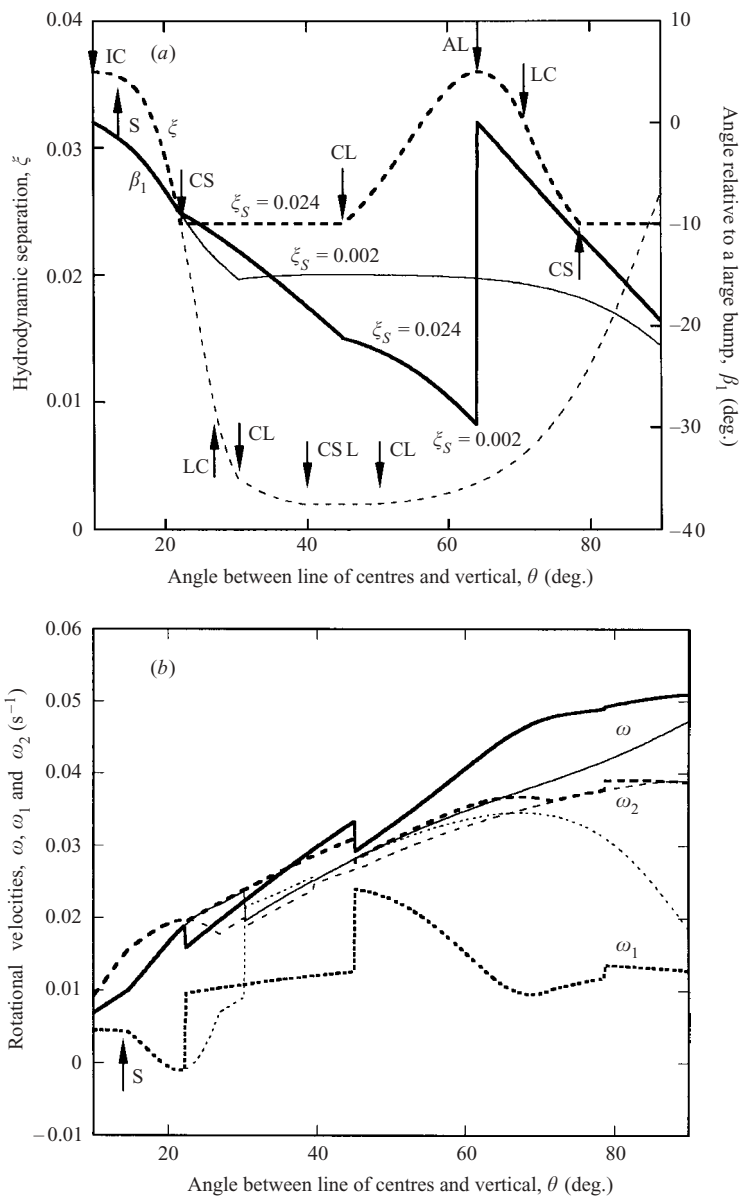 0.04
0.03
0.02
0.01
0
Hydrodynamic separation, ξ
(a)
IC
S
ξ
β₁
CS
ξ_S = 0.024
CL
AL
LC
ξ_S = 0.002
CS
ξ_S = 0.024
ξ_S = 0.002
LC
CL
CS L
CL
10
0
−10
−20
−30
−40
Angle relative to a large bump, β₁ (deg.)
20 40 60 80
Angle between line of centres and vertical, θ (deg.)
0.06
0.05
0.04
0.03
0.02
0.01
0
−0.01
Rotational velocities, ω, ω₁ and ω₂ (s⁻¹)
(b)
ω
ω₂
ω₁
S
20 40 60 80
Angle between line of centres and vertical, θ (deg.)